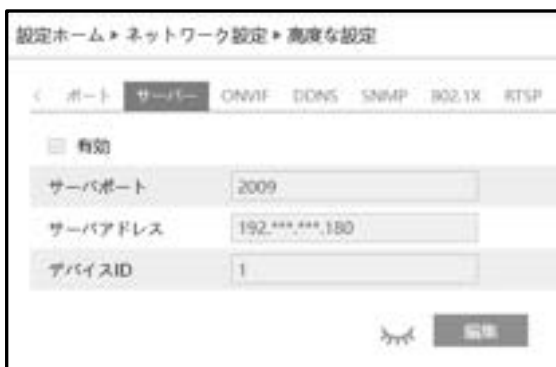 設定ホーム ▸ ネットワーク設定 ▸ 高度な設定
< ポート サーバー ONVIF DDNS SNMP 802.1X RTSP
有効
サーバポート 2009
サーバアドレス 192.***.***.180
デバイスID 1
編集